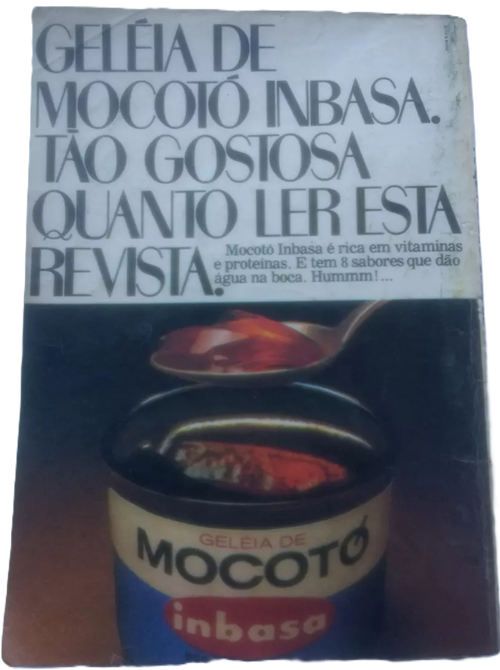 GELÉIA DE
MOCOTÓ INBASA.
TÃO GOSTOSA
QUANTO LER ESTA
REVISTA.
Mocotó Inbasa é rica em vitaminas
e proteínas. E tem 8 sabores que dão
água na boca. Hummm!...
GELÉIA DE
MOCOTÓ
inbasa